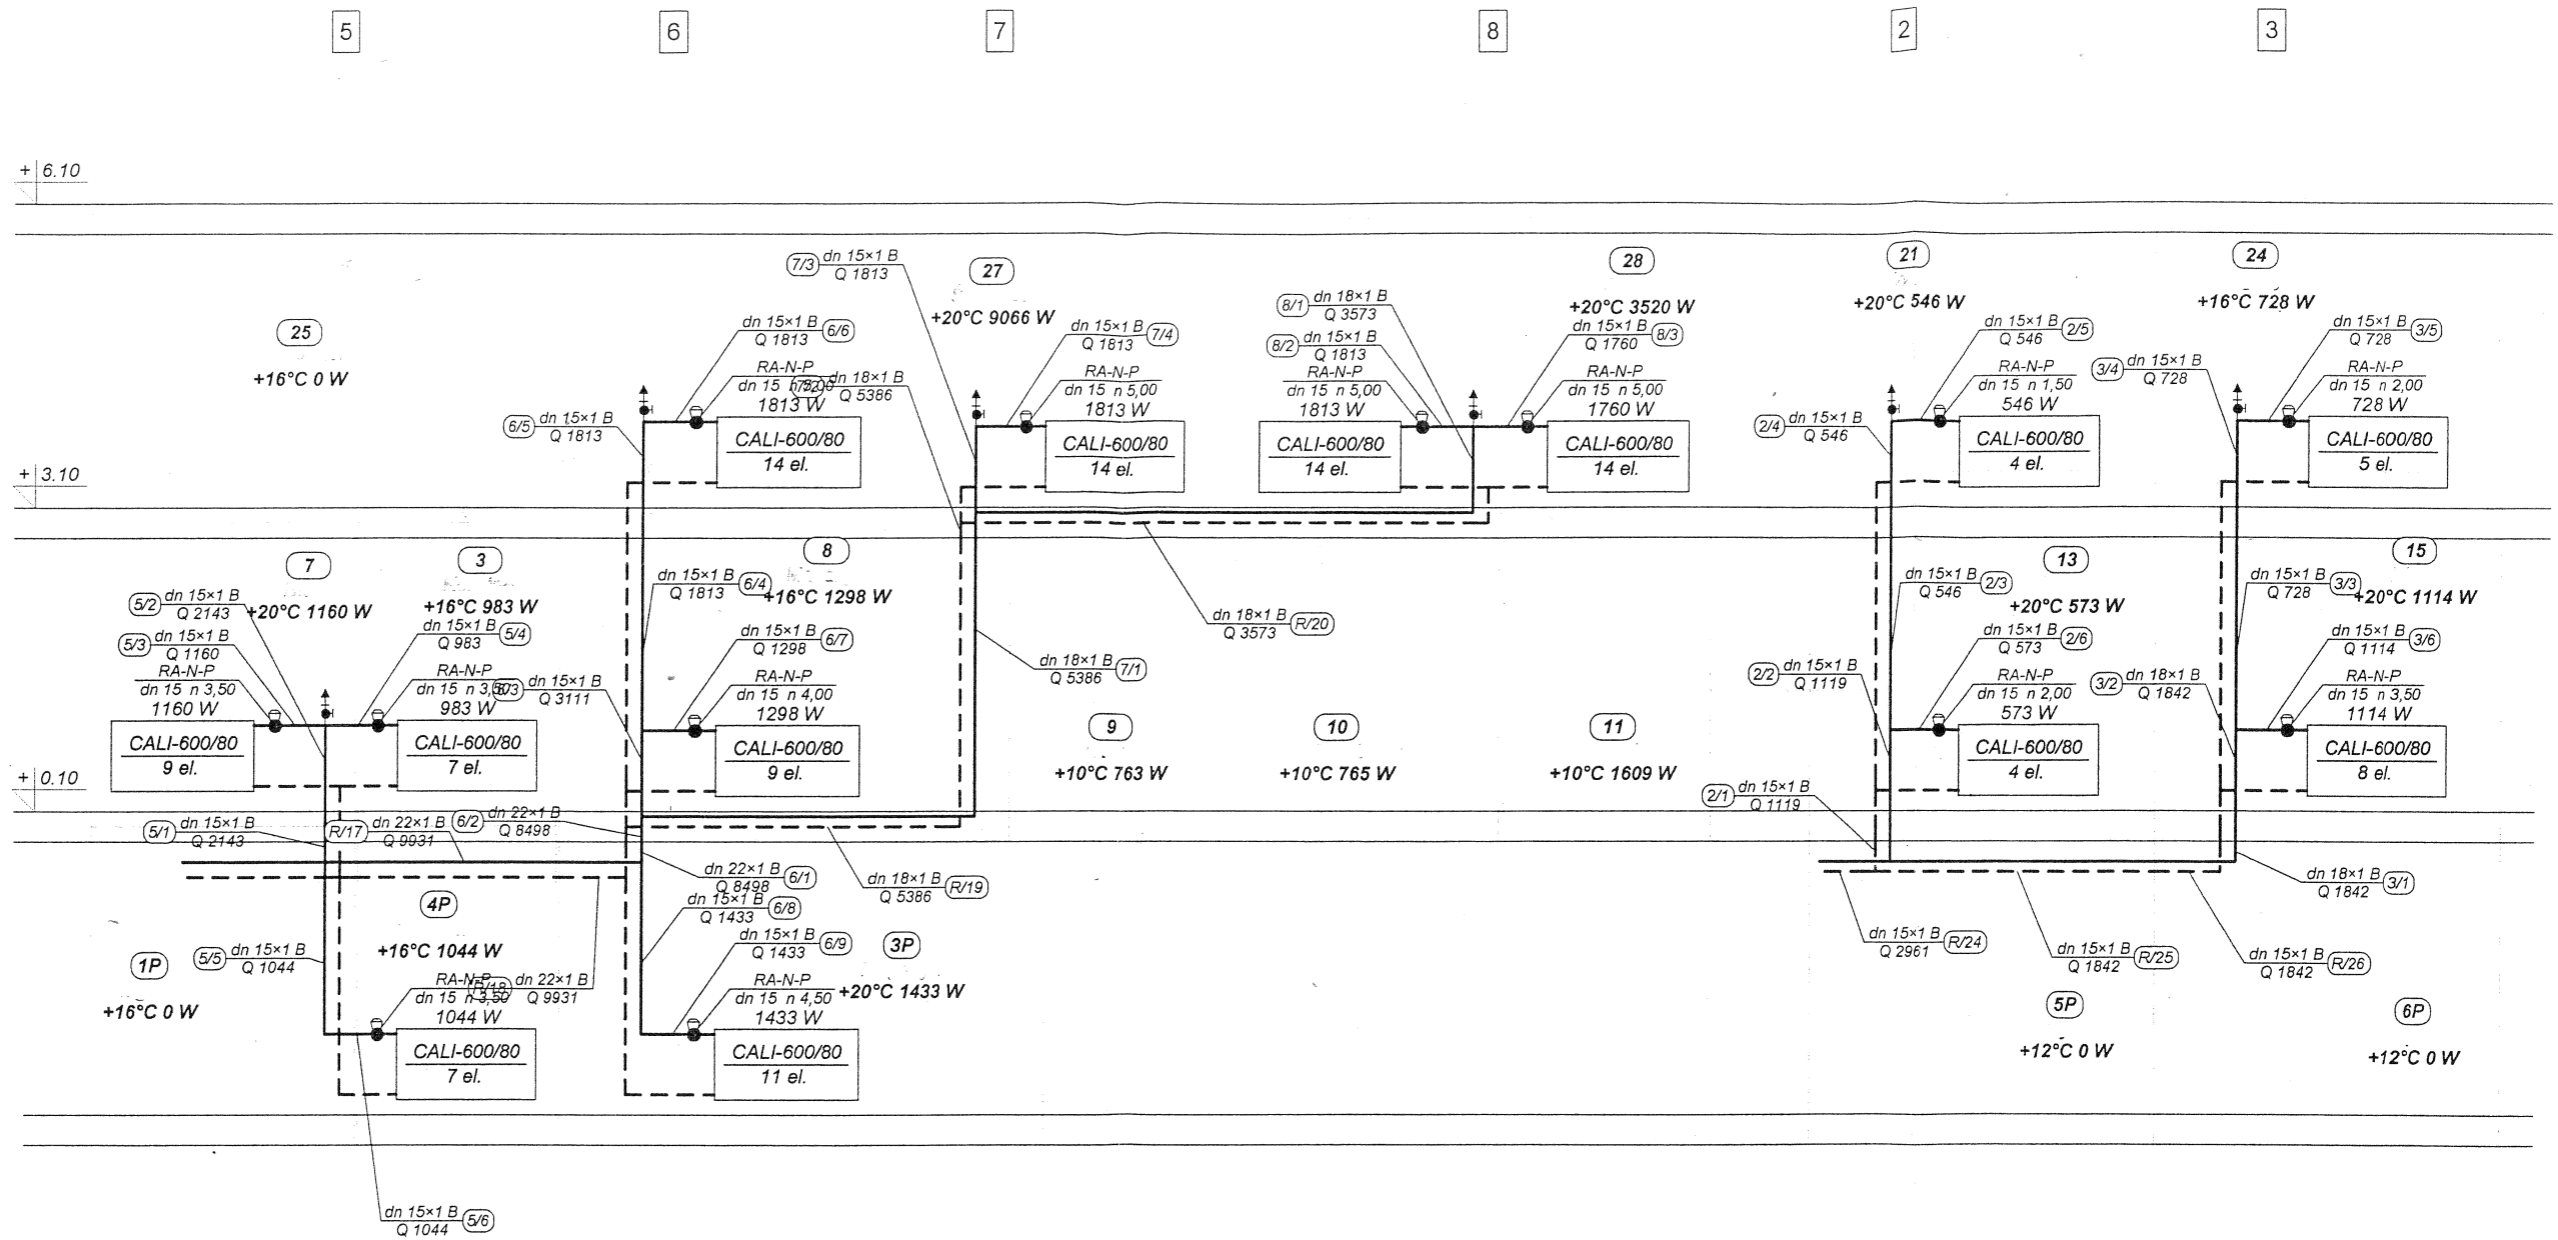 5
6
7
8
2
3
+ 6.10
7/3 dn 15×1 B
Q 1813
27
+20°C 9066 W
28
+20°C 3520 W
21
+20°C 546 W
24
+16°C 728 W
25
+16°C 0 W
dn 15×1 B 6/6
Q 1813
RA-N-P
dn 15 n 5,00
1813 W
CALI-600/80
14 el.
7/2 dn 18×1 B
Q 5386
6/5 dn 15×1 B
Q 1813
dn 15×1 B 7/4
Q 1813
RA-N-P
dn 15 n 5,00
1813 W
CALI-600/80
14 el.
8/1 dn 18×1 B
Q 3573
8/2 dn 15×1 B
Q 1813
RA-N-P
dn 15 n 5,00
1813 W
CALI-600/80
14 el.
dn 15×1 B 8/3
Q 1760
RA-N-P
dn 15 n 5,00
1760 W
CALI-600/80
14 el.
2/4 dn 15×1 B
Q 546
dn 15×1 B 2/5
Q 546
RA-N-P
dn 15 n 1,50
546 W
CALI-600/80
4 el.
3/4 dn 15×1 B
Q 728
dn 15×1 B 3/5
Q 728
RA-N-P
dn 15 n 2,00
728 W
CALI-600/80
5 el.
+ 3.10
7
+20°C 1160 W
3
+16°C 983 W
8
+16°C 1298 W
13
+20°C 573 W
15
+20°C 1114 W
5/2 dn 15×1 B
Q 2143
5/3 dn 15×1 B
Q 1160
RA-N-P
dn 15 n 3,50
1160 W
CALI-600/80
9 el.
dn 15×1 B 5/4
Q 983
RA-N-P
dn 15 n 3,50
983 W
CALI-600/80
7 el.
6/3 dn 15×1 B
Q 3111
dn 15×1 B 6/4
Q 1813
dn 15×1 B 6/7
Q 1298
RA-N-P
dn 15 n 4,00
1298 W
CALI-600/80
9 el.
dn 18×1 B R/20
Q 3573
dn 18×1 B 7/1
Q 5386
9
+10°C 763 W
10
+10°C 765 W
11
+10°C 1609 W
dn 15×1 B 2/3
Q 546
2/2 dn 15×1 B
Q 1119
dn 15×1 B 2/6
Q 573
RA-N-P
dn 15 n 2,00
573 W
CALI-600/80
4 el.
2/1 dn 15×1 B
Q 1119
dn 15×1 B 3/3
Q 728
3/2 dn 18×1 B
Q 1842
dn 15×1 B 3/6
Q 1114
RA-N-P
dn 15 n 3,50
1114 W
CALI-600/80
8 el.
+ 0.10
5/1 dn 15×1 B
Q 2143
R/17 dn 22×1 B
Q 9931
6/2 dn 22×1 B
Q 8498
dn 22×1 B 6/1
Q 8498
dn 15×1 B 6/8
Q 1433
dn 18×1 B R/19
Q 5386
dn 18×1 B 3/1
Q 1842
4P
+16°C 1044 W
1P
+16°C 0 W
5/5 dn 15×1 B
Q 1044
RA-N-P
dn 15 n 3,50
1044 W
CALI-600/80
7 el.
R/18 dn 22×1 B
Q 9931
dn 15×1 B 6/9
Q 1433
3P
+20°C 1433 W
RA-N-P
dn 15 n 4,50
1433 W
CALI-600/80
11 el.
dn 15×1 B R/24
Q 2961
dn 15×1 B R/25
Q 1842
dn 15×1 B R/26
Q 1842
5P
+12°C 0 W
6P
+12°C 0 W
dn 15×1 B 5/6
Q 1044